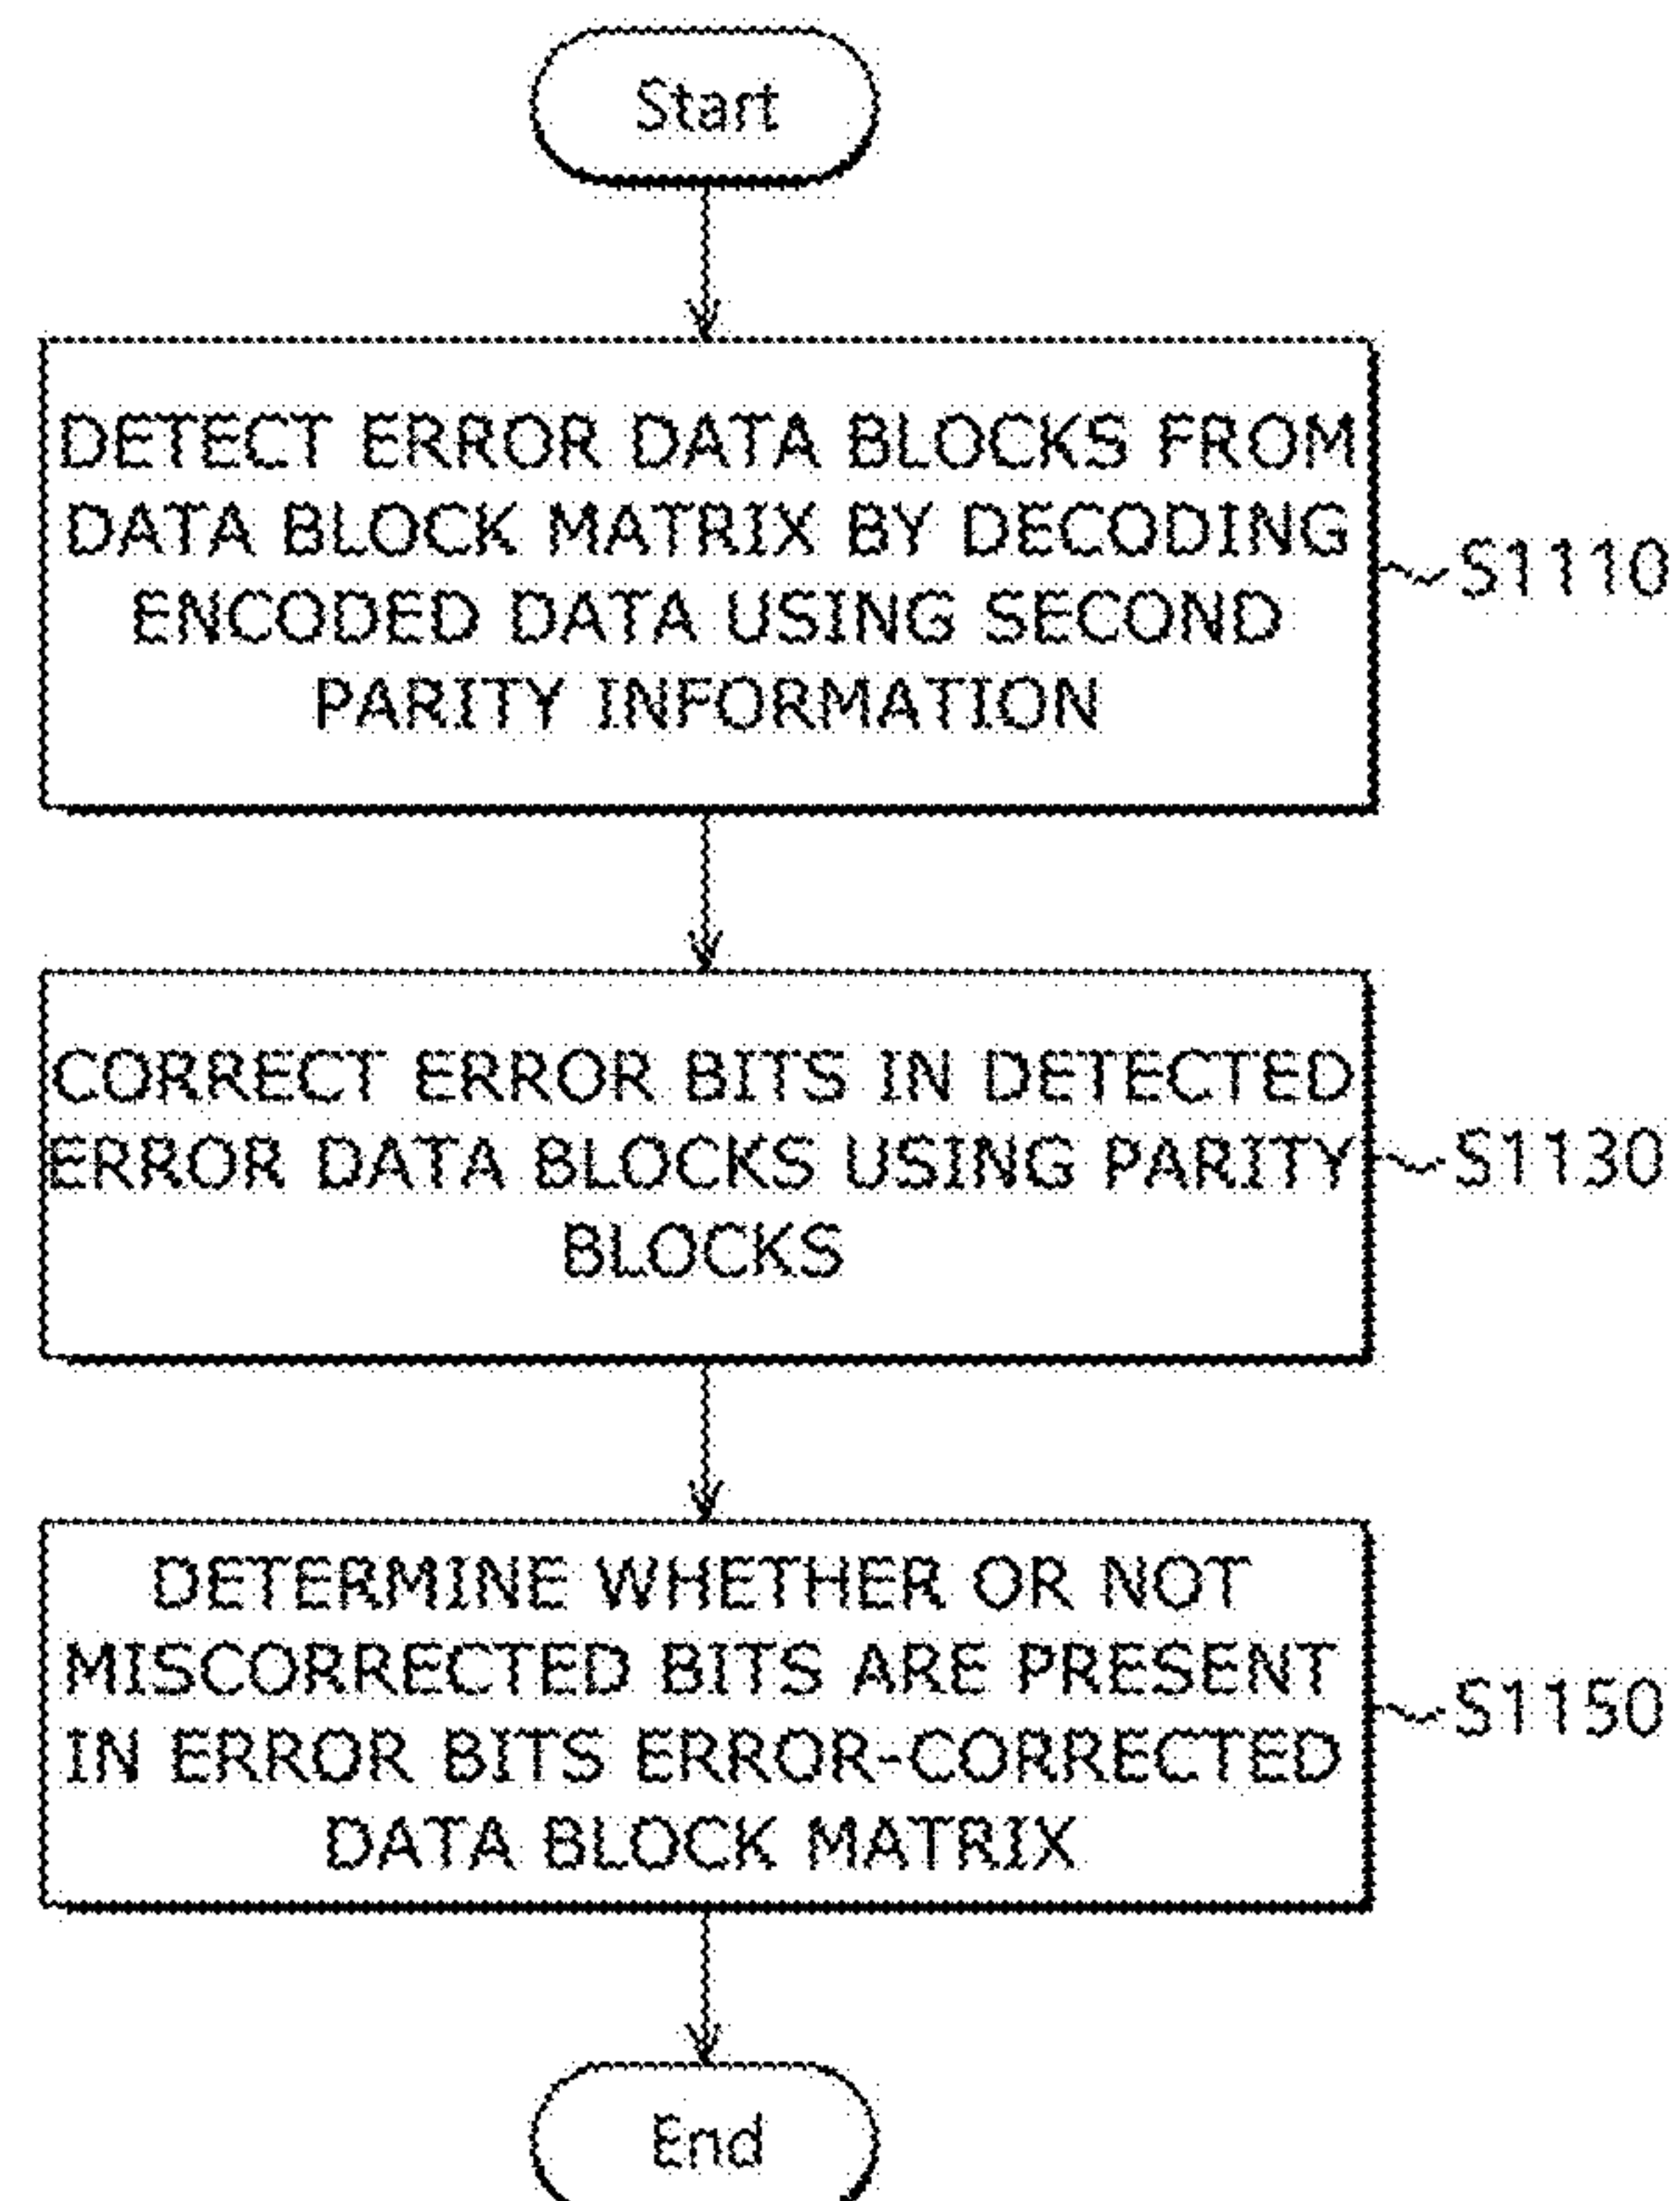 Start
DETECT ERROR DATA BLOCKS FROM
DATA BLOCK MATRIX BY DECODING
ENCODED DATA USING SECOND
PARITY INFORMATION
S1110
CORRECT ERROR BITS IN DETECTED
ERROR DATA BLOCKS USING PARITY
BLOCKS
S1130
DETERMINE WHETHER OR NOT
MISCORRECTED BITS ARE PRESENT
IN ERROR BITS ERROR-CORRECTED
DATA BLOCK MATRIX
S1150
End